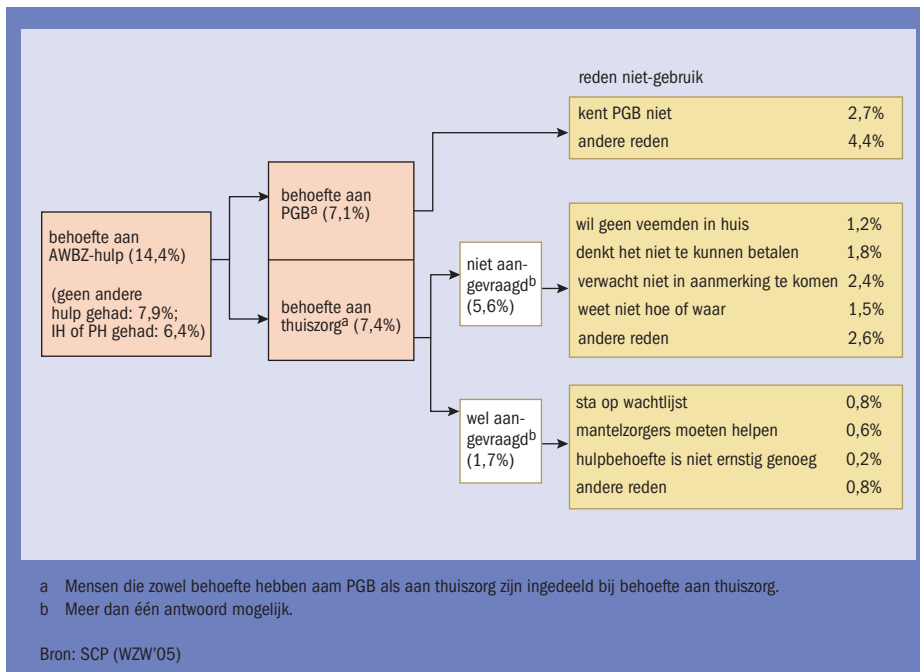 reden niet-gebruik
kent PGB niet 2,7%
andere reden 4,4%
behoefte aan
PGBᵃ (7,1%)
behoefte aan
AWBZ-hulp (14,4%)
(geen andere
hulp gehad: 7,9%;
IH of PH gehad: 6,4%)
behoefte aan
thuiszorgᵃ (7,4%)
niet aan-
gevraagdᵇ
(5,6%)
wil geen veemden in huis 1,2%
denkt het niet te kunnen betalen 1,8%
verwacht niet in aanmerking te komen 2,4%
weet niet hoe of waar 1,5%
andere reden 2,6%
wel aan-
gevraagdᵇ
(1,7%)
sta op wachtlijst 0,8%
mantelzorgers moeten helpen 0,6%
hulpbehoefte is niet ernstig genoeg 0,2%
andere reden 0,8%
a Mensen die zowel behoefte hebben aam PGB als aan thuiszorg zijn ingedeeld bij behoefte aan thuiszorg.
b Meer dan één antwoord mogelijk.
Bron: SCP (WZW'05)